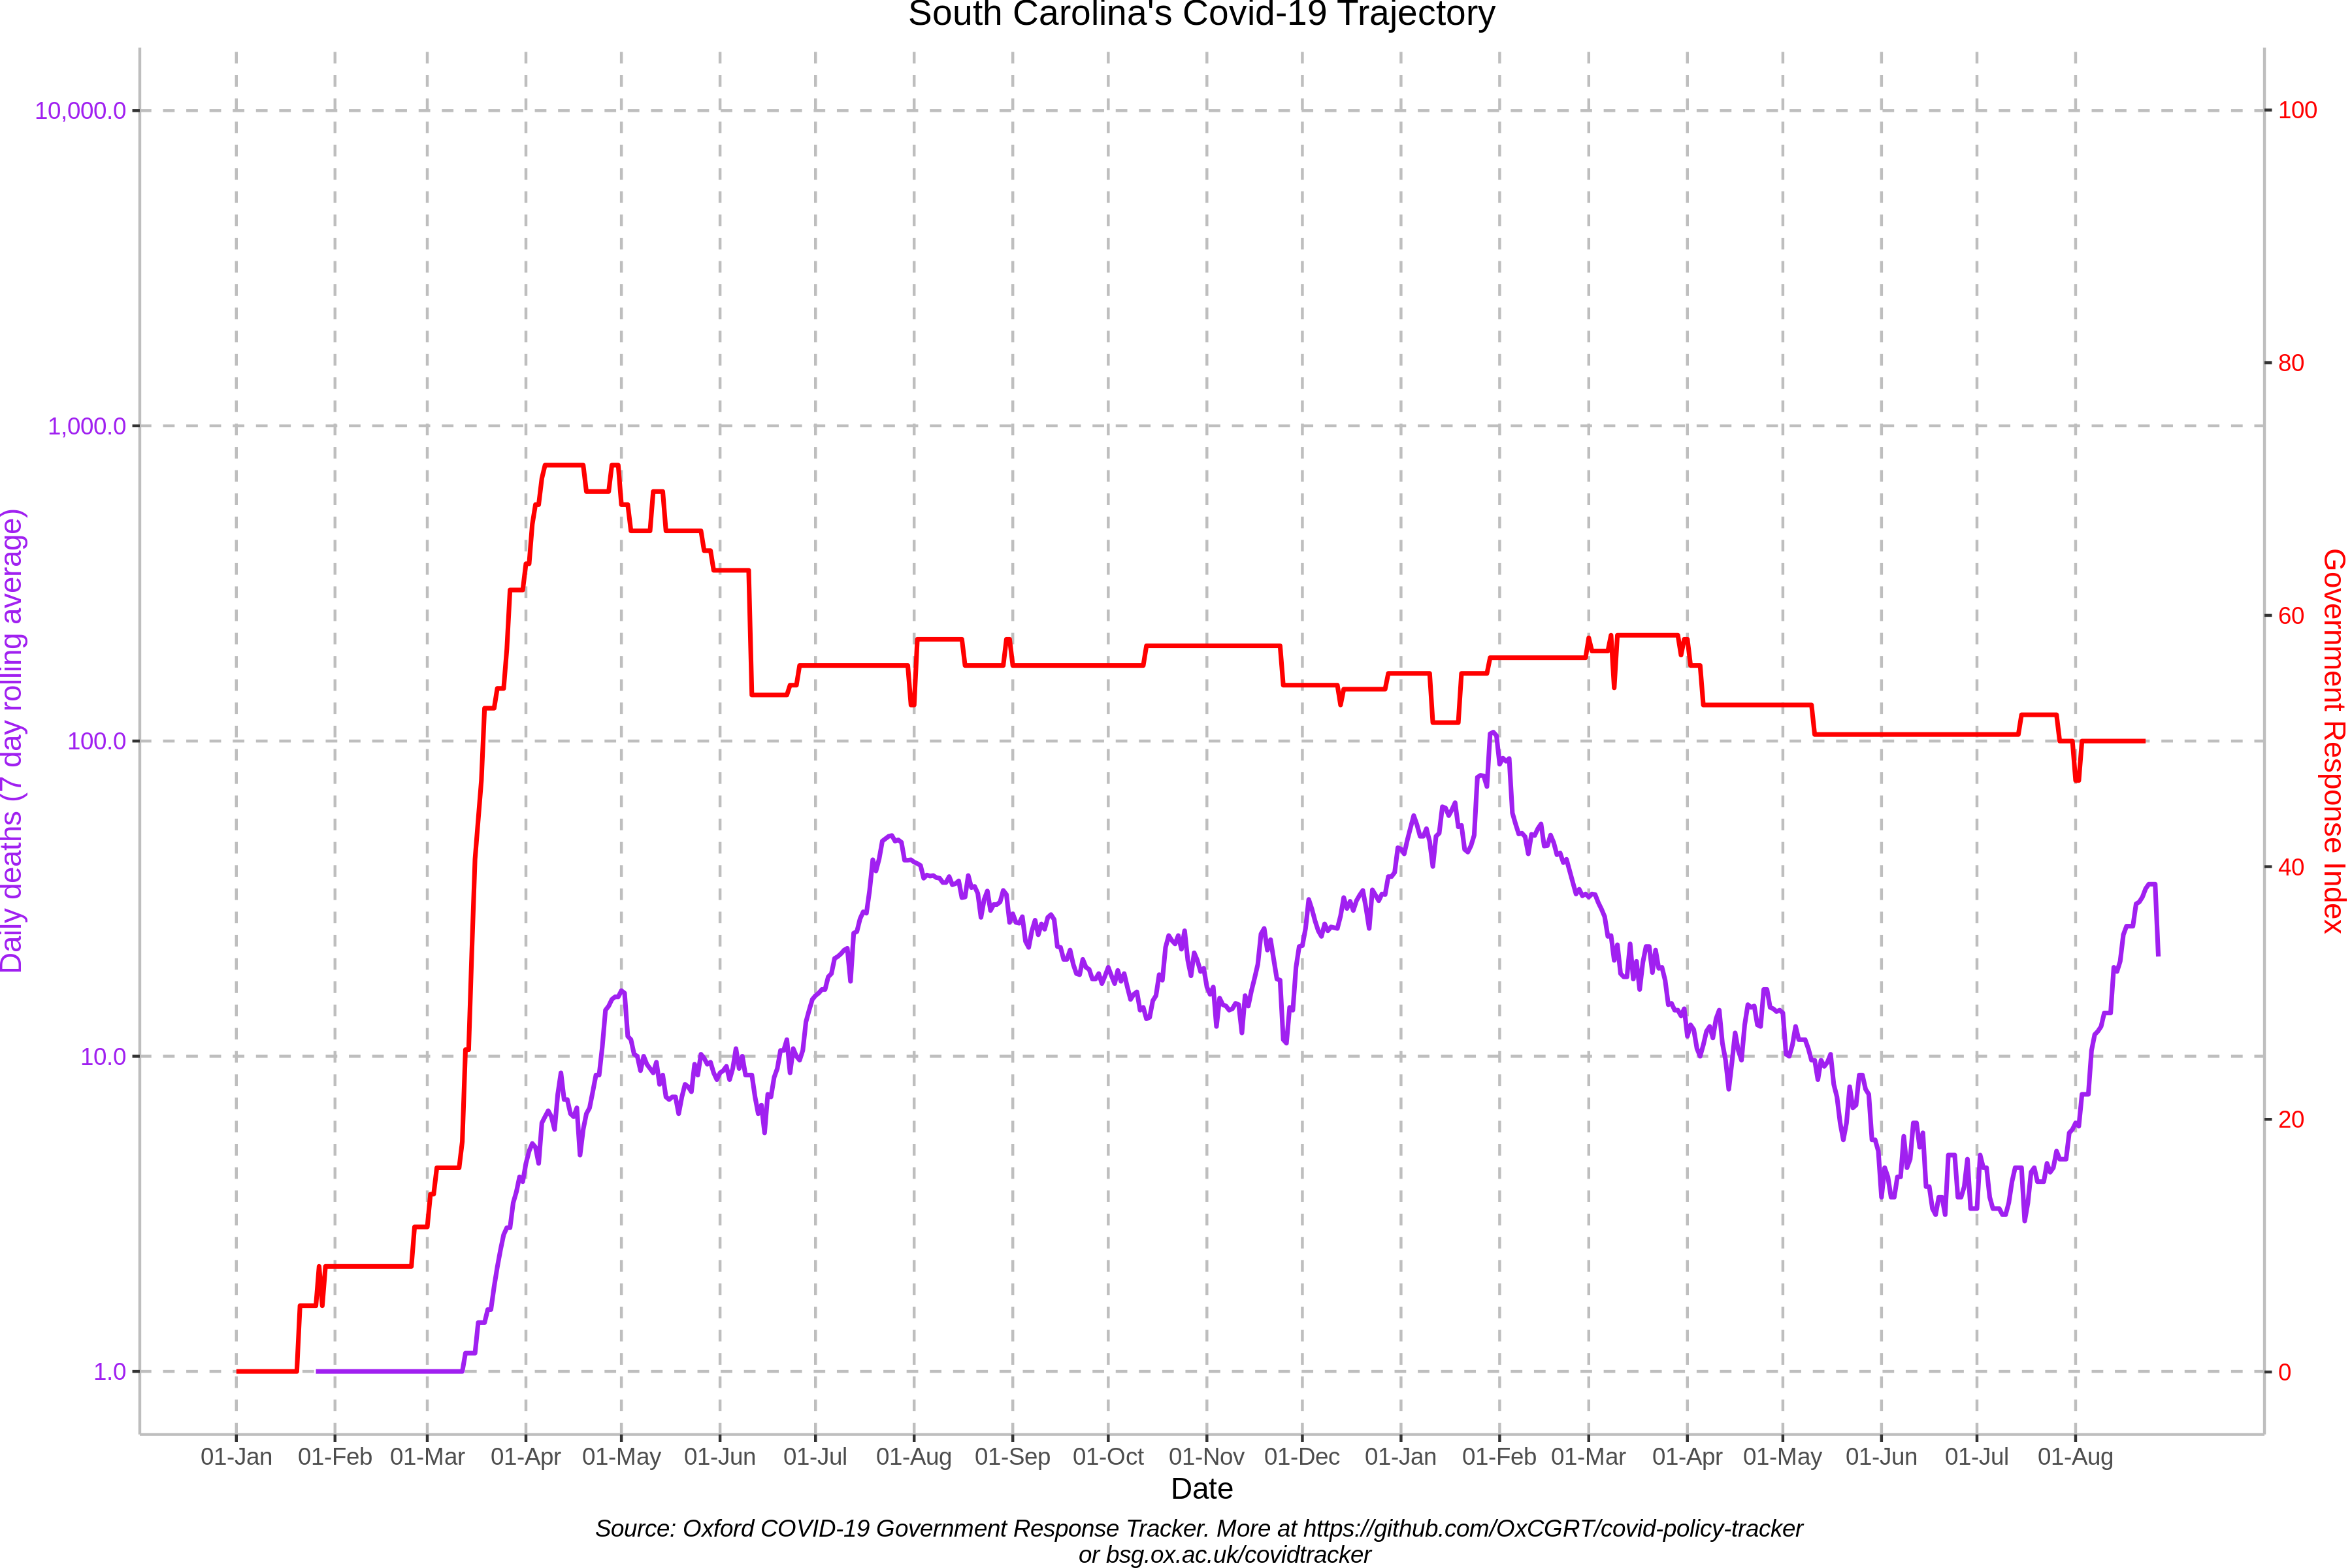 South Carolina's Covid-19 Trajectory
10,000.0
1,000.0
100.0
10.0
1.0
Daily deaths (7 day rolling average)
100
80
60
40
20
0
Government Response Index
01-Jan 01-Feb 01-Mar 01-Apr 01-May 01-Jun 01-Jul 01-Aug 01-Sep 01-Oct 01-Nov 01-Dec 01-Jan 01-Feb 01-Mar 01-Apr 01-May 01-Jun 01-Jul 01-Aug
Date
Source: Oxford COVID-19 Government Response Tracker. More at https://github.com/OxCGRT/covid-policy-tracker
or bsg.ox.ac.uk/covidtracker